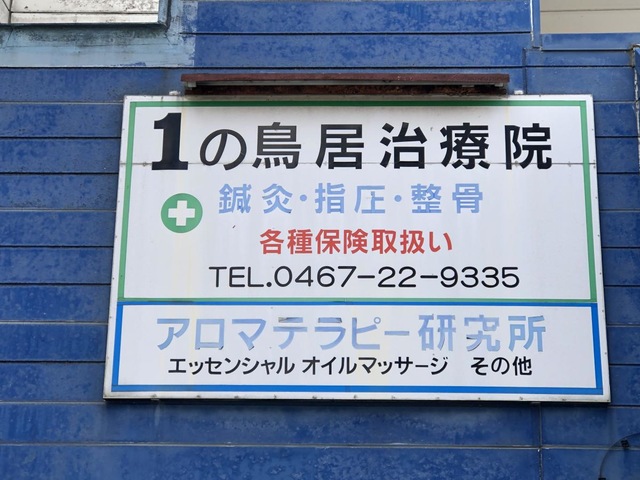 1の鳥居治療院
鍼灸・指圧・整骨
各種保険取扱い
TEL.0467-22-9335
アロマテラピー研究所
エッセンシャル オイルマッサージ その他